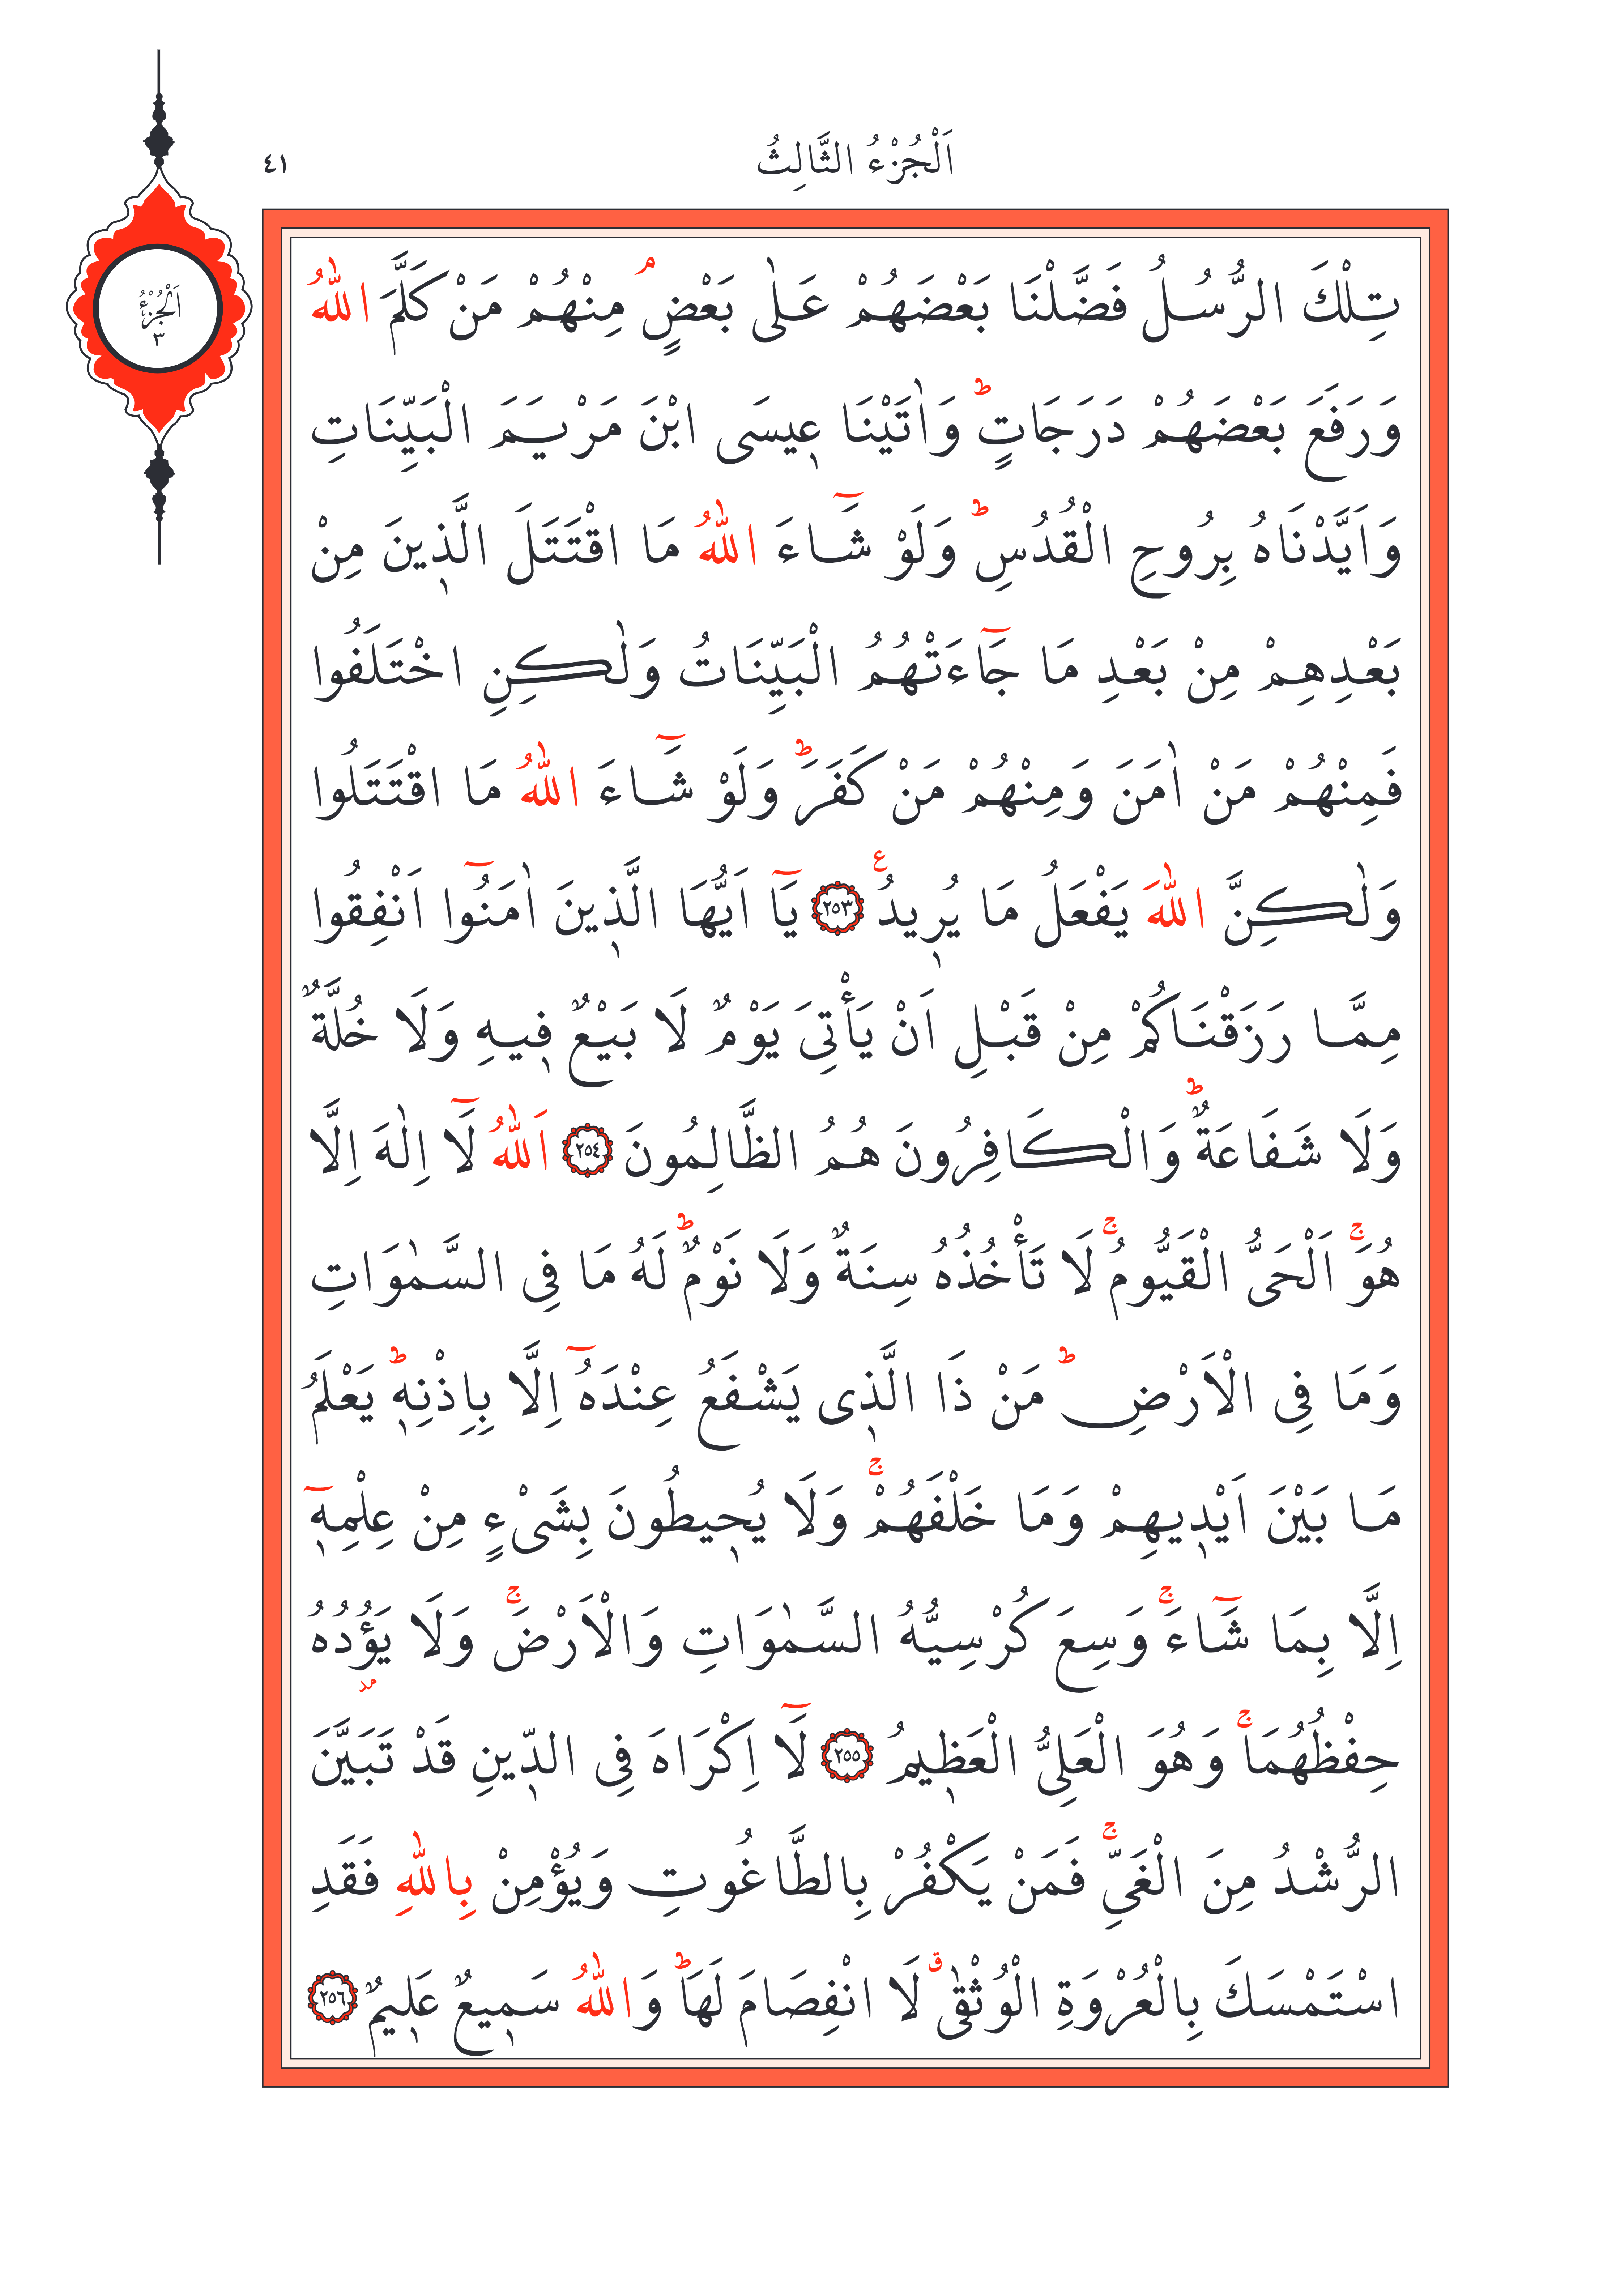 اَلْجُزْءُ الثَّالِثُ
٤١
اَلْجُزْءُ
٣
تِلْكَ الرُّسُلُ فَضَّلْنَا بَعْضَهُمْ عَلٰى بَعْضٍۢ مِنْهُمْ مَنْ كَلَّمَ اللّٰهُ
وَرَفَعَ بَعْضَهُمْ دَرَجَاتٍؕ وَاٰتَيْنَا عٖيسَى ابْنَ مَرْيَمَ الْبَيِّنَاتِ
وَاَيَّدْنَاهُ بِرُوحِ الْقُدُسِؕ وَلَوْ شَٓاءَ اللّٰهُ مَا اقْتَتَلَ الَّذٖينَ مِنْ
بَعْدِهِمْ مِنْ بَعْدِ مَا جَٓاءَتْهُمُ الْبَيِّنَاتُ وَلٰكِنِ اخْتَلَفُوا
فَمِنْهُمْ مَنْ اٰمَنَ وَمِنْهُمْ مَنْ كَفَرَؕ وَلَوْ شَٓاءَ اللّٰهُ مَا اقْتَتَلُوا
وَلٰكِنَّ اللّٰهَ يَفْعَلُ مَا يُرٖيدُ ع ﴿٢٥٣﴾ يَٓا اَيُّهَا الَّذٖينَ اٰمَنُٓوا اَنْفِقُوا
مِمَّا رَزَقْنَاكُمْ مِنْ قَبْلِ اَنْ يَأْتِىَ يَوْمٌ لَا بَيْعٌ فٖيهِ وَلَا خُلَّةٌ
وَلَا شَفَاعَةٌؕ وَالْكَافِرُونَ هُمُ الظَّالِمُونَ ﴿٢٥٤﴾ اَللّٰهُ لَٓا اِلٰهَ اِلَّا
هُوَۚ اَلْحَىُّ الْقَيُّومُۚ لَا تَأْخُذُهُ سِنَةٌ وَلَا نَوْمٌؕ لَهُ مَا فِى السَّمٰوَاتِ
وَمَا فِى الْاَرْضِؕ مَنْ ذَا الَّذٖى يَشْفَعُ عِنْدَهُٓ اِلَّا بِاِذْنِهٖؕ يَعْلَمُ
مَا بَيْنَ اَيْدٖيهِمْ وَمَا خَلْفَهُمْۚ وَلَا يُحٖيطُونَ بِشَىْءٍ مِنْ عِلْمِهٖٓ
اِلَّا بِمَا شَٓاءَۚ وَسِعَ كُرْسِيُّهُ السَّمٰوَاتِ وَالْاَرْضَۚ وَلَا يَؤُدُهُ
حِفْظُهُمَاۚ وَهُوَ الْعَلِىُّ الْعَظٖيمُ ﴿٢٥٥﴾ لَٓا اِكْرَاهَ فِى الدّٖينِ قَدْ تَبَيَّنَ
الرُّشْدُ مِنَ الْغَىِّۚ فَمَنْ يَكْفُرْ بِالطَّاغُوتِ وَيُؤْمِنْ بِاللّٰهِ فَقَدِ
اسْتَمْسَكَ بِالْعُرْوَةِ الْوُثْقٰى ق لَا انْفِصَامَ لَهَاؕ وَاللّٰهُ سَمٖيعٌ عَلٖيمٌ ﴿٢٥٦﴾